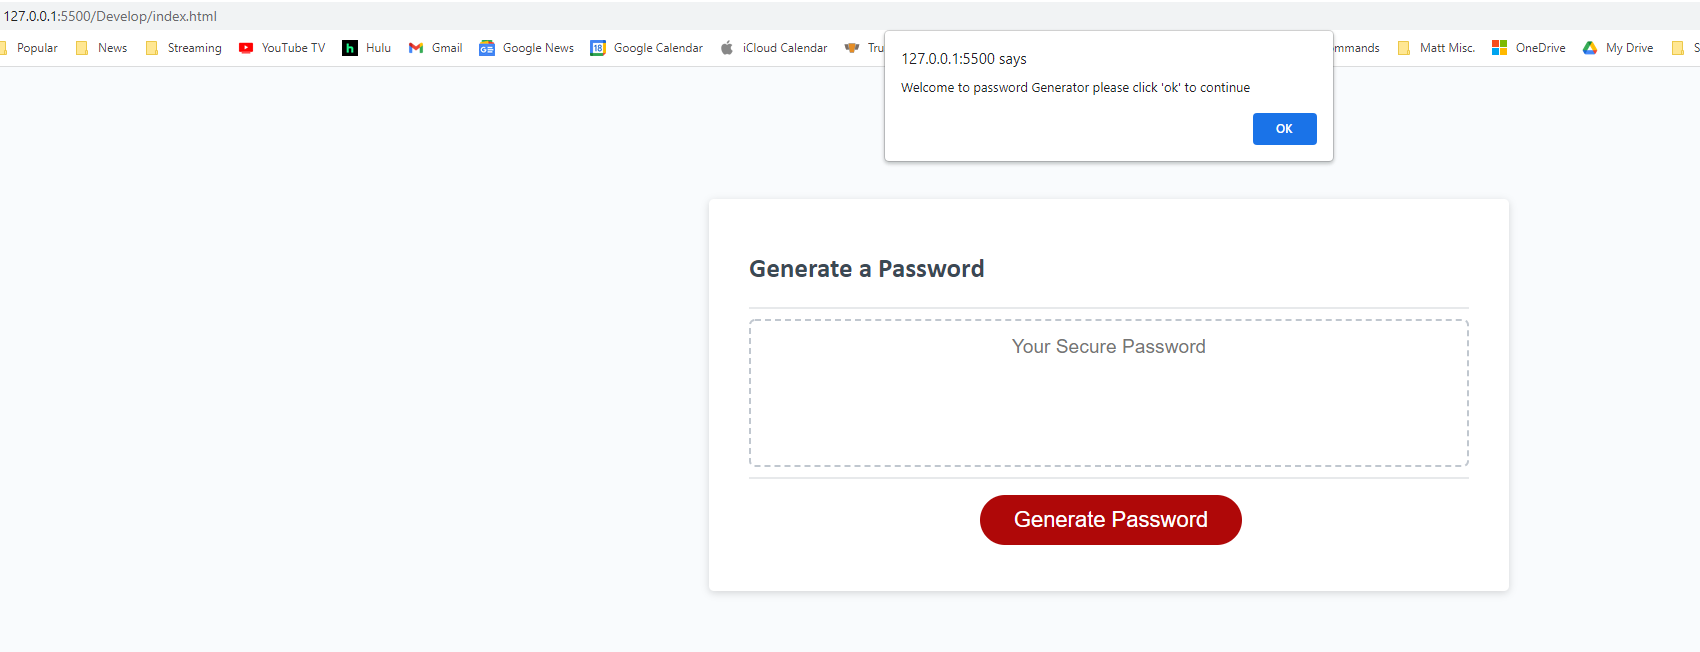 127.0.0.1:5500/Develop/index.html
Popular News Streaming YouTube TV h Hulu Gmail GE Google News 18 Google Calendar iCloud Calendar Tru mmands Matt Misc. OneDrive My Drive S
127.0.0.1:5500 says
Welcome to password Generator please click 'ok' to continue
OK
Generate a Password
Your Secure Password
Generate Password